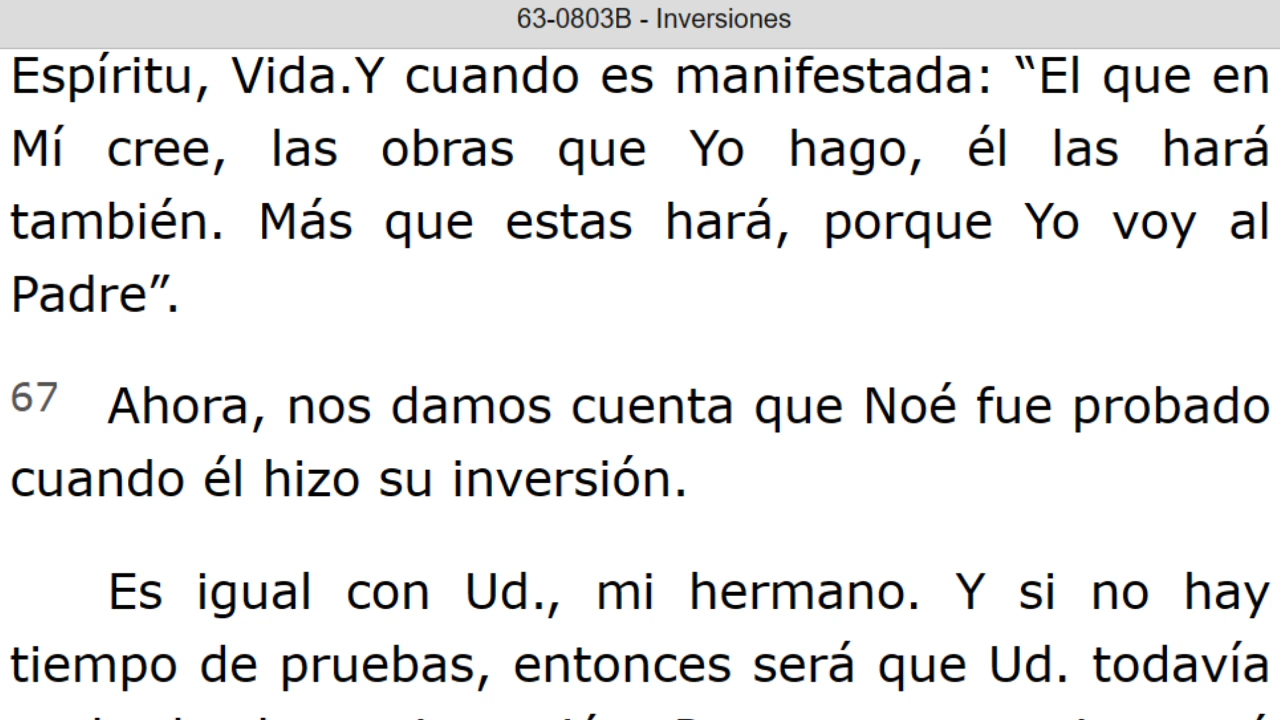 63-0803B - Inversiones
Espíritu, Vida.Y cuando es manifestada: “El que en
Mí cree, las obras que Yo hago, él las hará
también. Más que estas hará, porque Yo voy al
Padre”.
67 Ahora, nos damos cuenta que Noé fue probado
cuando él hizo su inversión.
Es igual con Ud., mi hermano. Y si no hay
tiempo de pruebas, entonces será que Ud. todavía